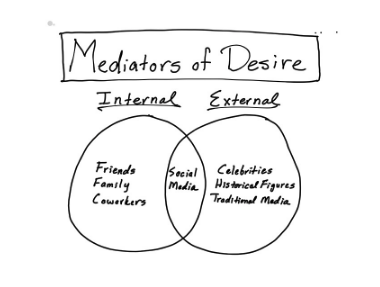 Mediators of Desire
Internal External
Friends
Family
Coworkers
Social
Media
Celebrities
Historical Figures
Traditional Media